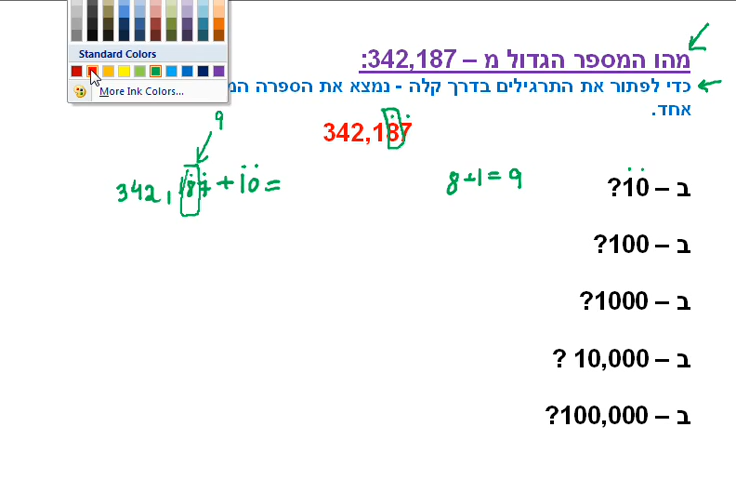 Standard Colors
More Ink Colors...
מהו המספר הגדול מ – 342,187:
כדי לפתור את התרגילים בדרך קלה - נמצא את הספרה
אחד.
342,187
9
342,187 + 10 =
8+1=9
ב – 10?
ב – 100?
ב – 1000?
ב – 10,000 ?
ב – 100,000?